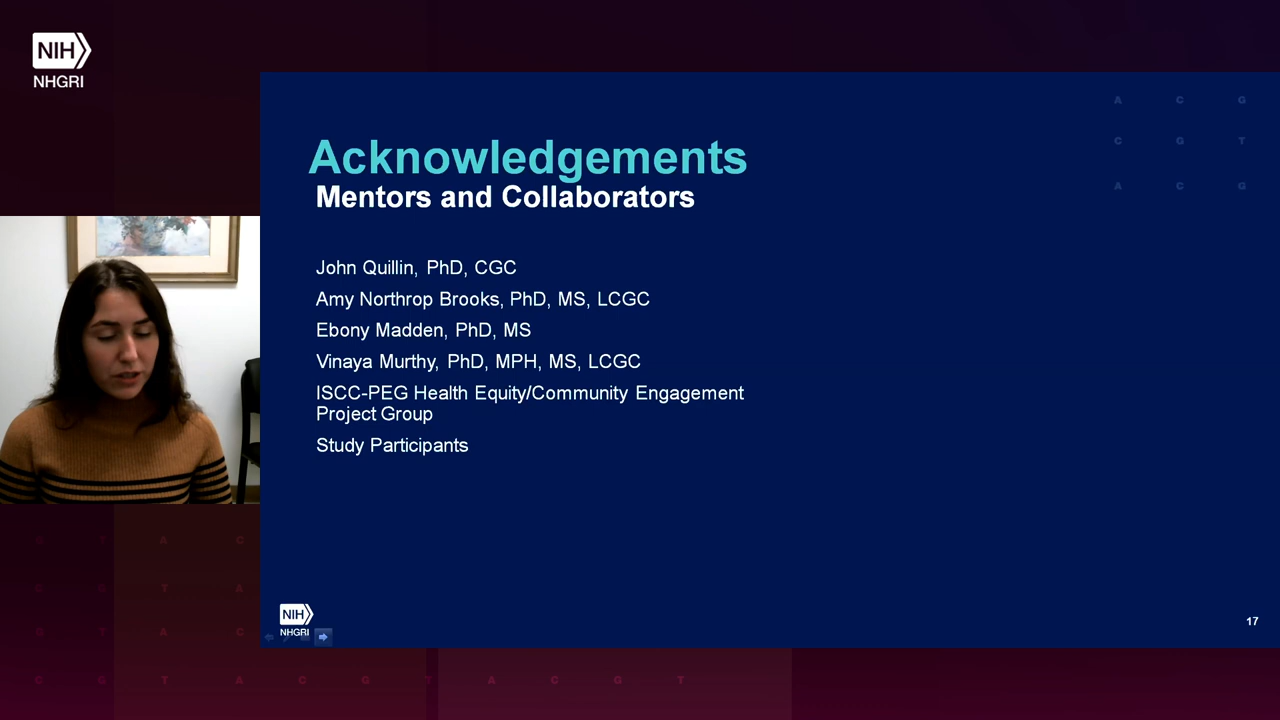 NIH
NHGRI
A C G
C G T
A C G
Acknowledgements
Mentors and Collaborators
John Quillin, PhD, CGC
Amy Northrop Brooks, PhD, MS, LCGC
Ebony Madden, PhD, MS
Vinaya Murthy, PhD, MPH, MS, LCGC
ISCC-PEG Health Equity/Community Engagement
Project Group
Study Participants
G T A C
G G T A
G T A C
C G T A C G T A C G T
NIH
NHGRI
17